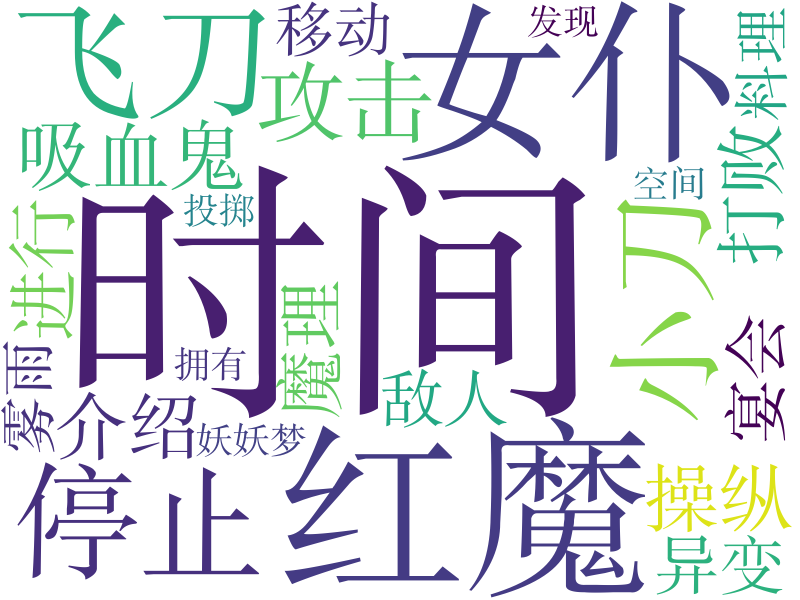 飞刀
移动
女仆
发现
料理
攻击
吸血鬼
打败
时间
投掷
空间
小刀
进行
魔理
雾雨
拥有
敌人
宴会
介绍
妖妖梦
红魔
停止
操纵
异变